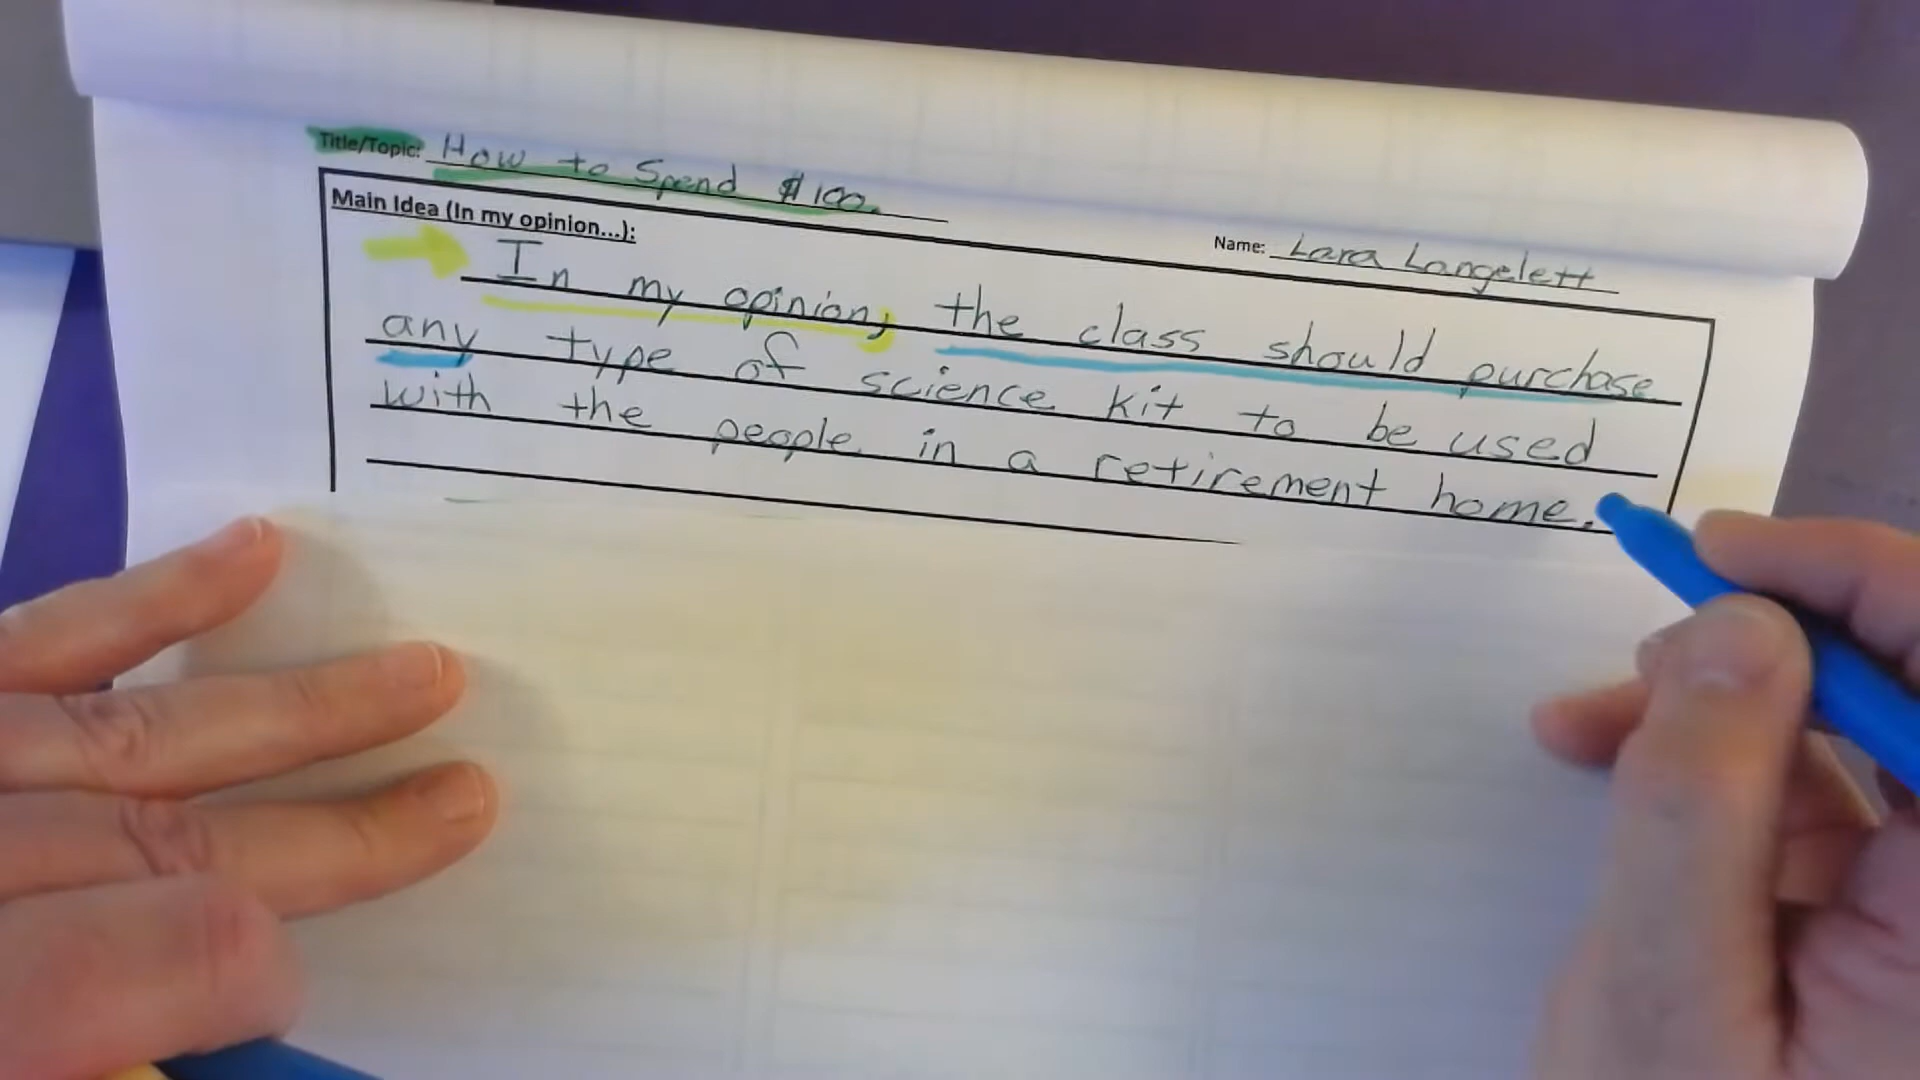 Title/Topic: How to Spend $100.
Name: Lara Langelett
Main Idea (In my opinion...):
In my opinion, the class should purchase
any type of science kit to be used
with the people in a retirement home.